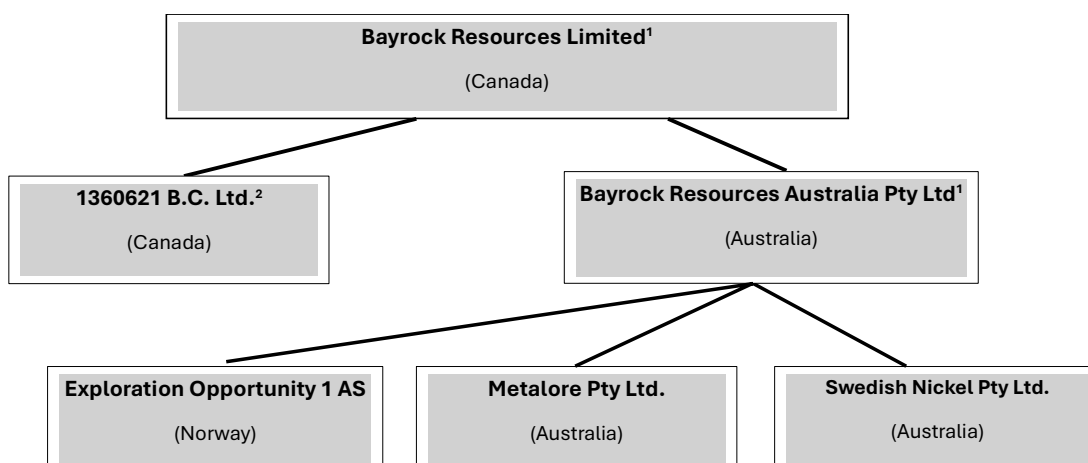 Bayrock Resources Limited¹
(Canada)
1360621 B.C. Ltd.²
(Canada)
Bayrock Resources Australia Pty Ltd¹
(Australia)
Exploration Opportunity 1 AS
(Norway)
Metalore Pty Ltd.
(Australia)
Swedish Nickel Pty Ltd.
(Australia)